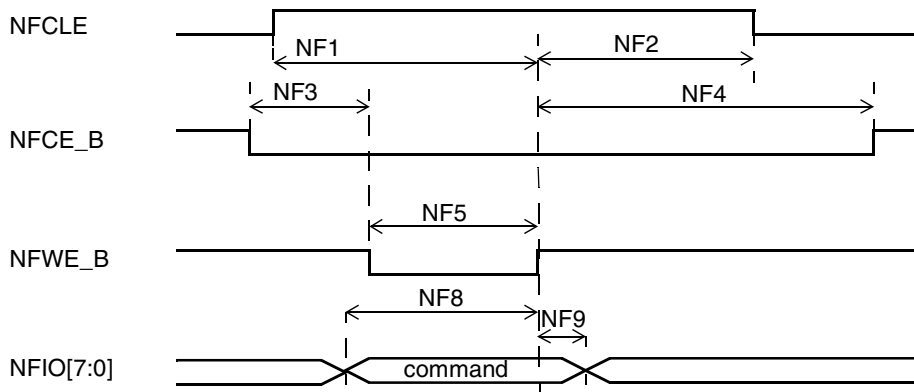 NFCLE
NF1
NF2
NF3
NF4
NFCE_B
NF5
NFWE_B
NF8
NF9
NFIO[7:0]
command